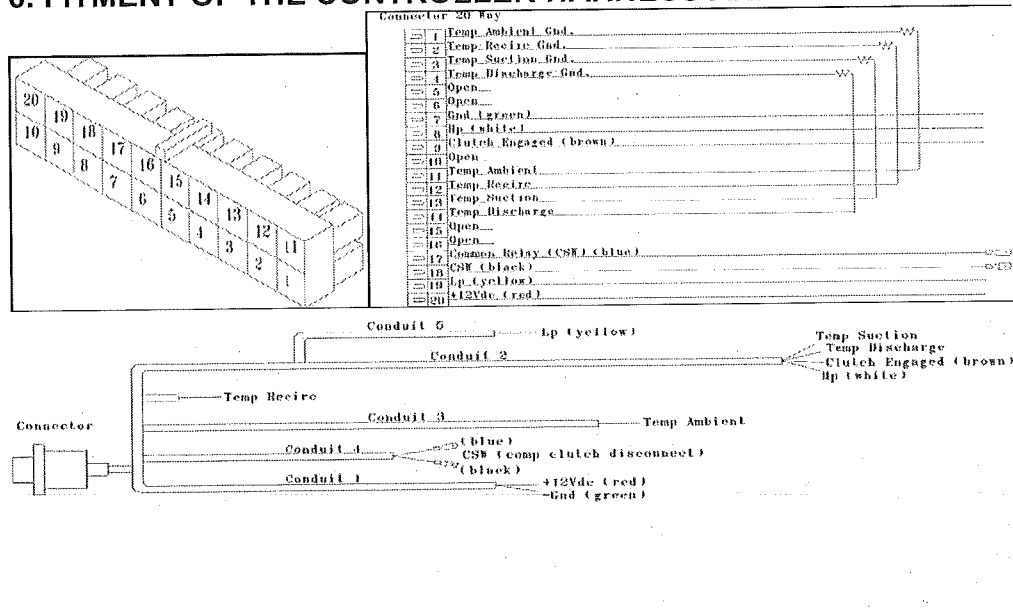 Connector 20 Way
1 Temp Ambient Gnd.
2 Temp Recirc Gnd.
3 Temp Suction Gnd.
4 Temp Discharge Gnd.
5 Open
6 Open
7 Gnd (green)
8 Hp (white)
9 Clutch Engaged (brown)
10 Open
11 Temp Ambient
12 Temp Recirc
13 Temp Suction
14 Temp Discharge
15 Open
16 Open
17 Common Relay (CSW) (blue)
18 CSW (black)
19 Lp (yellow)
20 +12Vdc (red)
20 19 18 17 16 15 14 13 12 11
10 9 8 7 6 5 4 3 2 1
Conduit 5
Lp (yellow)
Conduit 2
Temp Suction
Temp Discharge
Clutch Engaged (brown)
Hp (white)
Temp Recirc
Conduit 3
Temp Ambient
Connector
Conduit 4
(blue)
CSW (comp clutch disconnect)
(black)
Conduit 1
+12Vdc (red)
-Gnd (green)